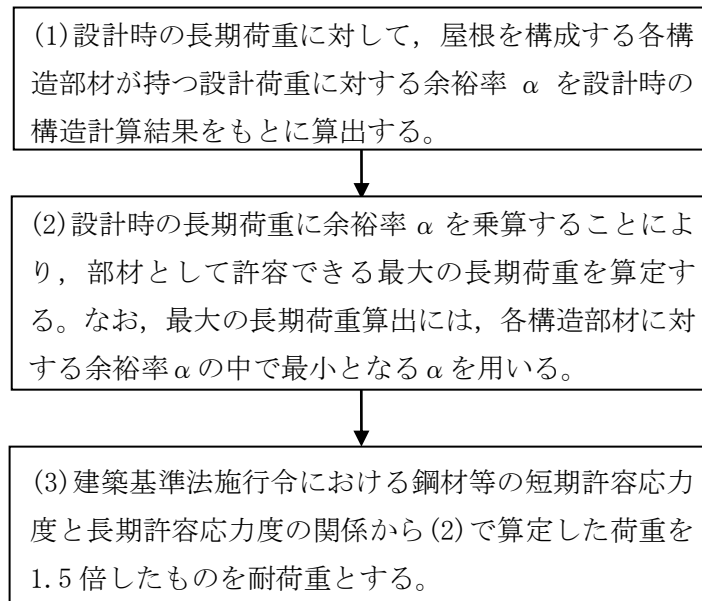 (1)設計時の長期荷重に対して，屋根を構成する各構
造部材が持つ設計荷重に対する余裕率 α を設計時の
構造計算結果をもとに算出する。
(2)設計時の長期荷重に余裕率 α を乗算することによ
り，部材として許容できる最大の長期荷重を算定す
る。なお，最大の長期荷重算出には，各構造部材に対
する余裕率αの中で最小となるαを用いる。
(3)建築基準法施行令における鋼材等の短期許容応力
度と長期許容応力度の関係から(2)で算定した荷重を
1.5 倍したものを耐荷重とする。